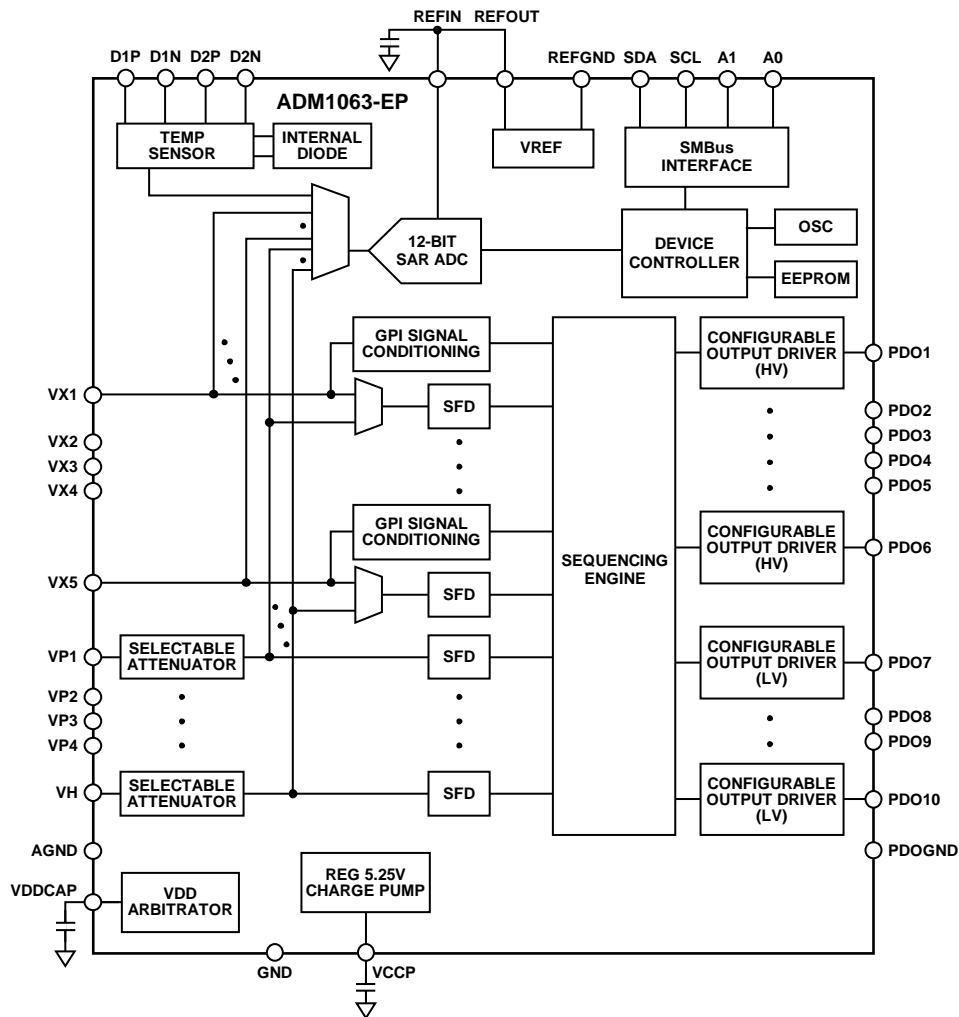 REFIN REFOUT
D1P D1N D2P D2N
REFGND SDA SCL A1 A0
ADM1063-EP
TEMP
SENSOR
INTERNAL
DIODE
VREF
SMBus
INTERFACE
12-BIT
SAR ADC
DEVICE
CONTROLLER
OSC
EEPROM
GPI SIGNAL
CONDITIONING
CONFIGURABLE
OUTPUT DRIVER
(HV)
PDO1
VX1
SFD
PDO2
VX2
PDO3
VX3
PDO4
VX4
PDO5
GPI SIGNAL
CONDITIONING
SEQUENCING
ENGINE
CONFIGURABLE
OUTPUT DRIVER
(HV)
PDO6
VX5
SFD
VP1
SELECTABLE
ATTENUATOR
SFD
CONFIGURABLE
OUTPUT DRIVER
(LV)
PDO7
VP2
PDO8
VP3
PDO9
VP4
VH
SELECTABLE
ATTENUATOR
SFD
CONFIGURABLE
OUTPUT DRIVER
(LV)
PDO10
AGND
PDOGND
VDDCAP
VDD
ARBITRATOR
REG 5.25V
CHARGE PUMP
GND
VCCP